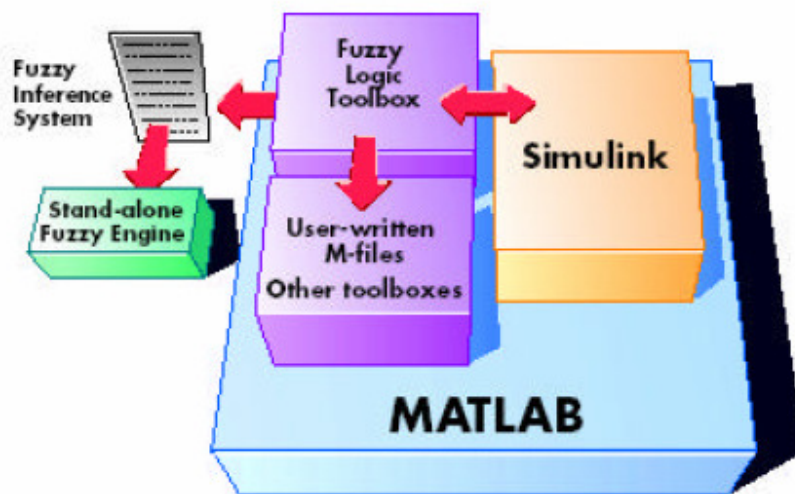 Fuzzy
Inference
System
Fuzzy
Logic
Toolbox
Simulink
Stand-alone
Fuzzy Engine
User-written
M-files
Other toolboxes
MATLAB